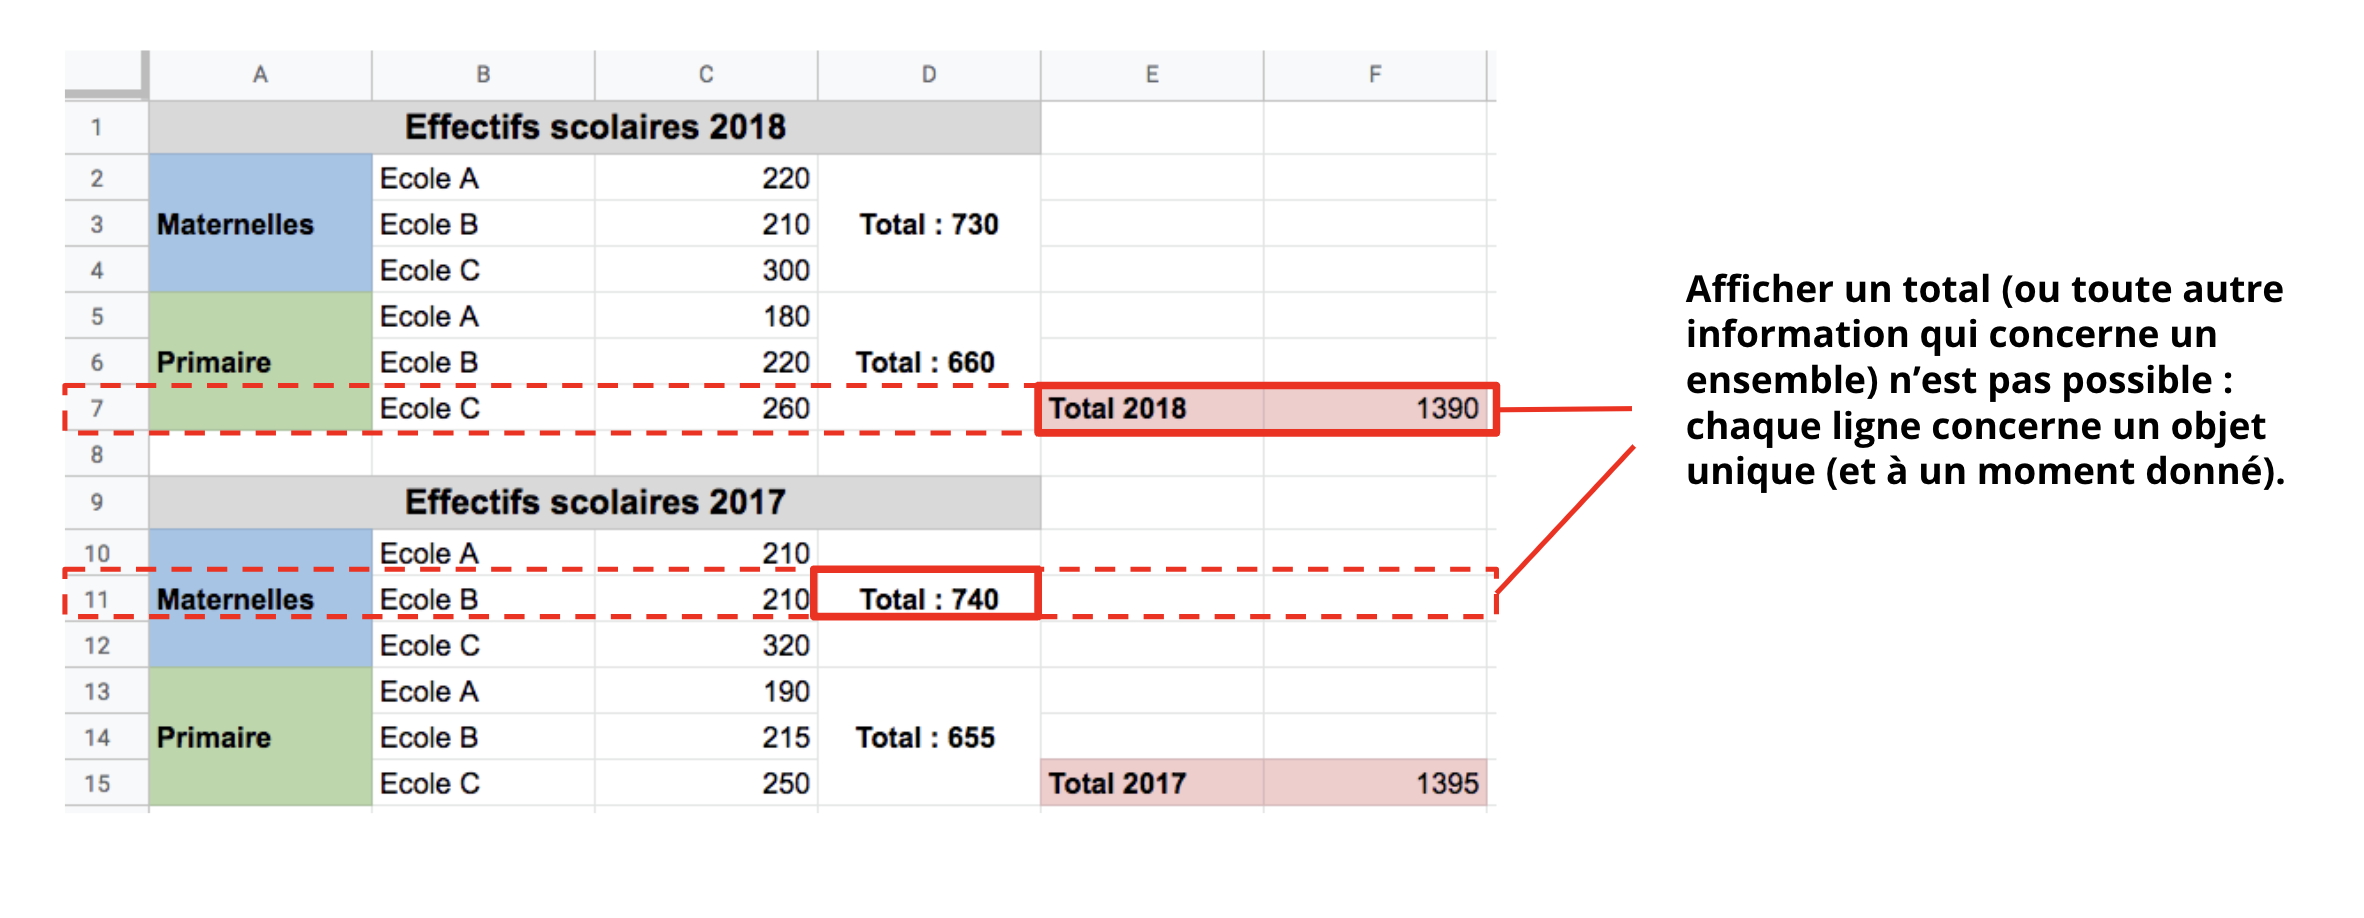 A B C D E F
1 Effectifs scolaires 2018
2 Ecole A 220
3 Maternelles Ecole B 210 Total : 730
4 Ecole C 300
5 Ecole A 180
6 Primaire Ecole B 220 Total : 660
7 Ecole C 260 Total 2018 1390
8
9 Effectifs scolaires 2017
10 Ecole A 210
11 Maternelles Ecole B 210 Total : 740
12 Ecole C 320
13 Ecole A 190
14 Primaire Ecole B 215 Total : 655
15 Ecole C 250 Total 2017 1395
Afficher un total (ou toute autre
information qui concerne un
ensemble) n’est pas possible :
chaque ligne concerne un objet
unique (et à un moment donné).